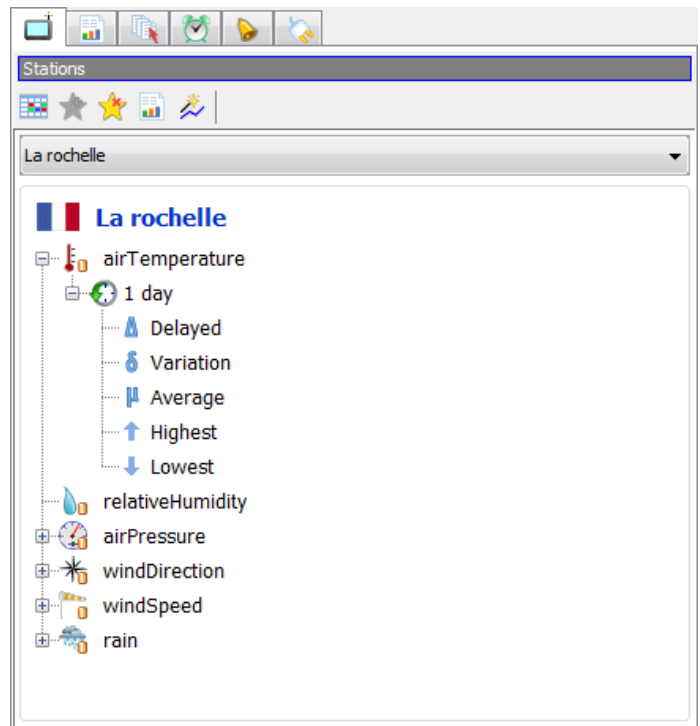 Stations
La rochelle
La rochelle
airTemperature
1 day
Delayed
δ Variation
μ Average
Highest
Lowest
relativeHumidity
airPressure
windDirection
windSpeed
rain